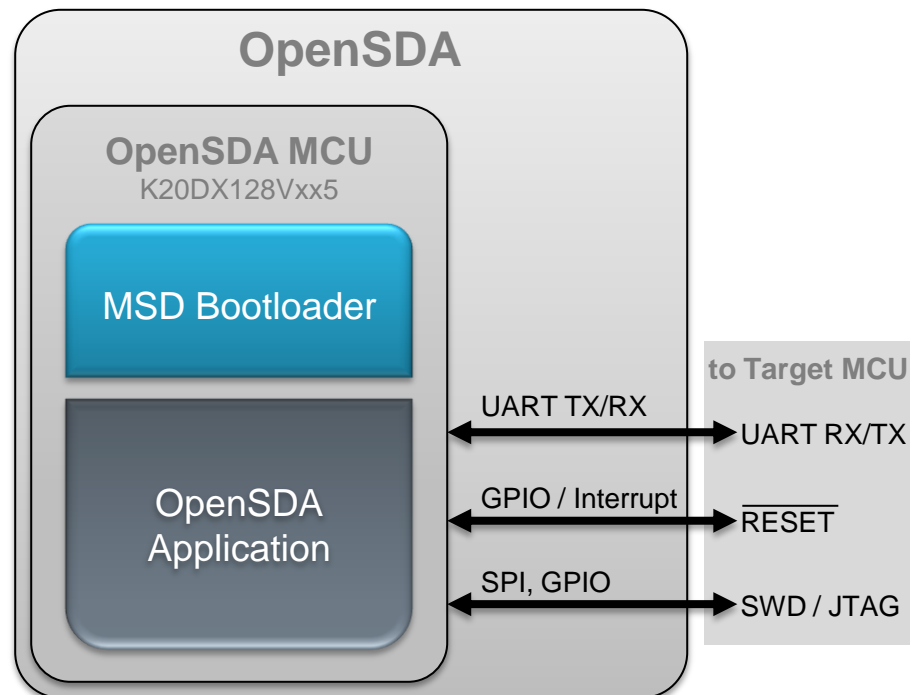 OpenSDA
OpenSDA MCU
K20DX128Vxx5
MSD Bootloader
OpenSDA
Application
UART TX/RX
GPIO / Interrupt
SPI, GPIO
to Target MCU
UART RX/TX
RESET
SWD / JTAG